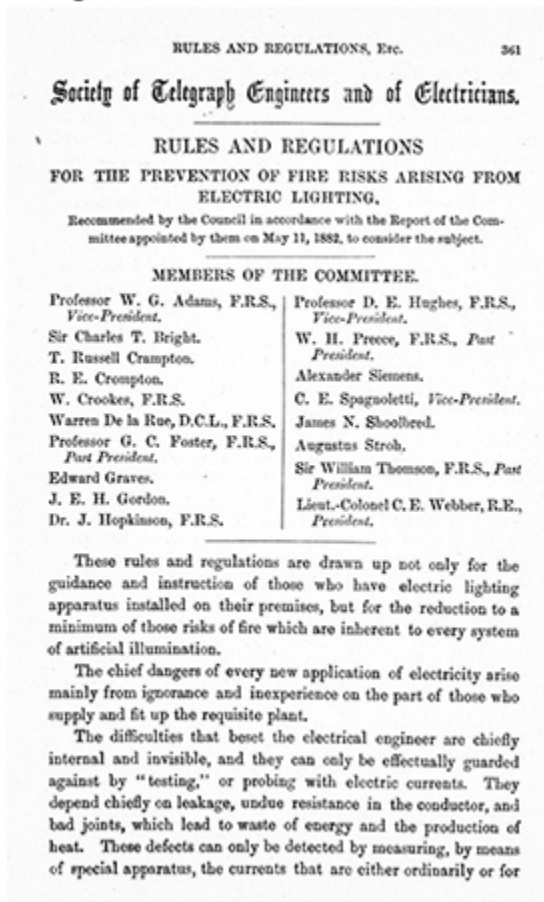 RULES AND REGULATIONS, Etc. 361
Society of Telegraph Engineers and of Electricians.
RULES AND REGULATIONS
FOR THE PREVENTION OF FIRE RISKS ARISING FROM
ELECTRIC LIGHTING.
Recommended by the Council in accordance with the Report of the Com-
mittee appointed by them on May 11, 1882, to consider the subject.
MEMBERS OF THE COMMITTEE.
Professor W. G. Adams, F.R.S.,
Vice-President.
Sir Charles T. Bright.
T. Russell Crampton.
R. E. Crompton.
W. Crookes, F.R.S.
Warren De la Rue, D.C.L., F.R.S.
Professor G. C. Foster, F.R.S.,
Past President.
Edward Graves.
J. E. H. Gordon.
Dr. J. Hopkinson, F.R.S.
Professor D. E. Hughes, F.R.S.,
Vice-President.
W. H. Preece, F.R.S., Past
President.
Alexander Siemens.
C. E. Spagnoletti, Vice-President.
James N. Shoolbred.
Augustus Stroh.
Sir William Thomson, F.R.S., Past
President.
Lieut.-Colonel C. E. Webber, R.E.,
President.
These rules and regulations are drawn up not only for the
guidance and instruction of those who have electric lighting
apparatus installed on their premises, but for the reduction to a
minimum of those risks of fire which are inherent to every system
of artificial illumination.
The chief dangers of every new application of electricity arise
mainly from ignorance and inexperience on the part of those who
supply and fit up the requisite plant.
The difficulties that beset the electrical engineer are chiefly
internal and invisible, and they can only be effectually guarded
against by "testing," or probing with electric currents. They
depend chiefly on leakage, undue resistance in the conductor, and
bad joints, which lead to waste of energy and the production of
heat. These defects can only be detected by measuring, by means
of special apparatus, the currents that are either ordinarily or for